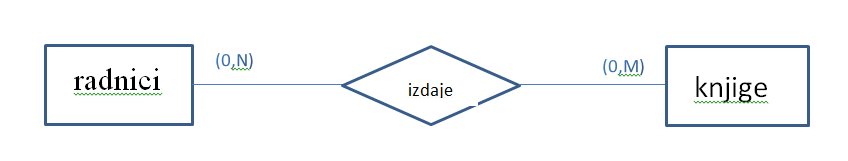 radnici
(0,N)
izdaje
(0,M)
knjige